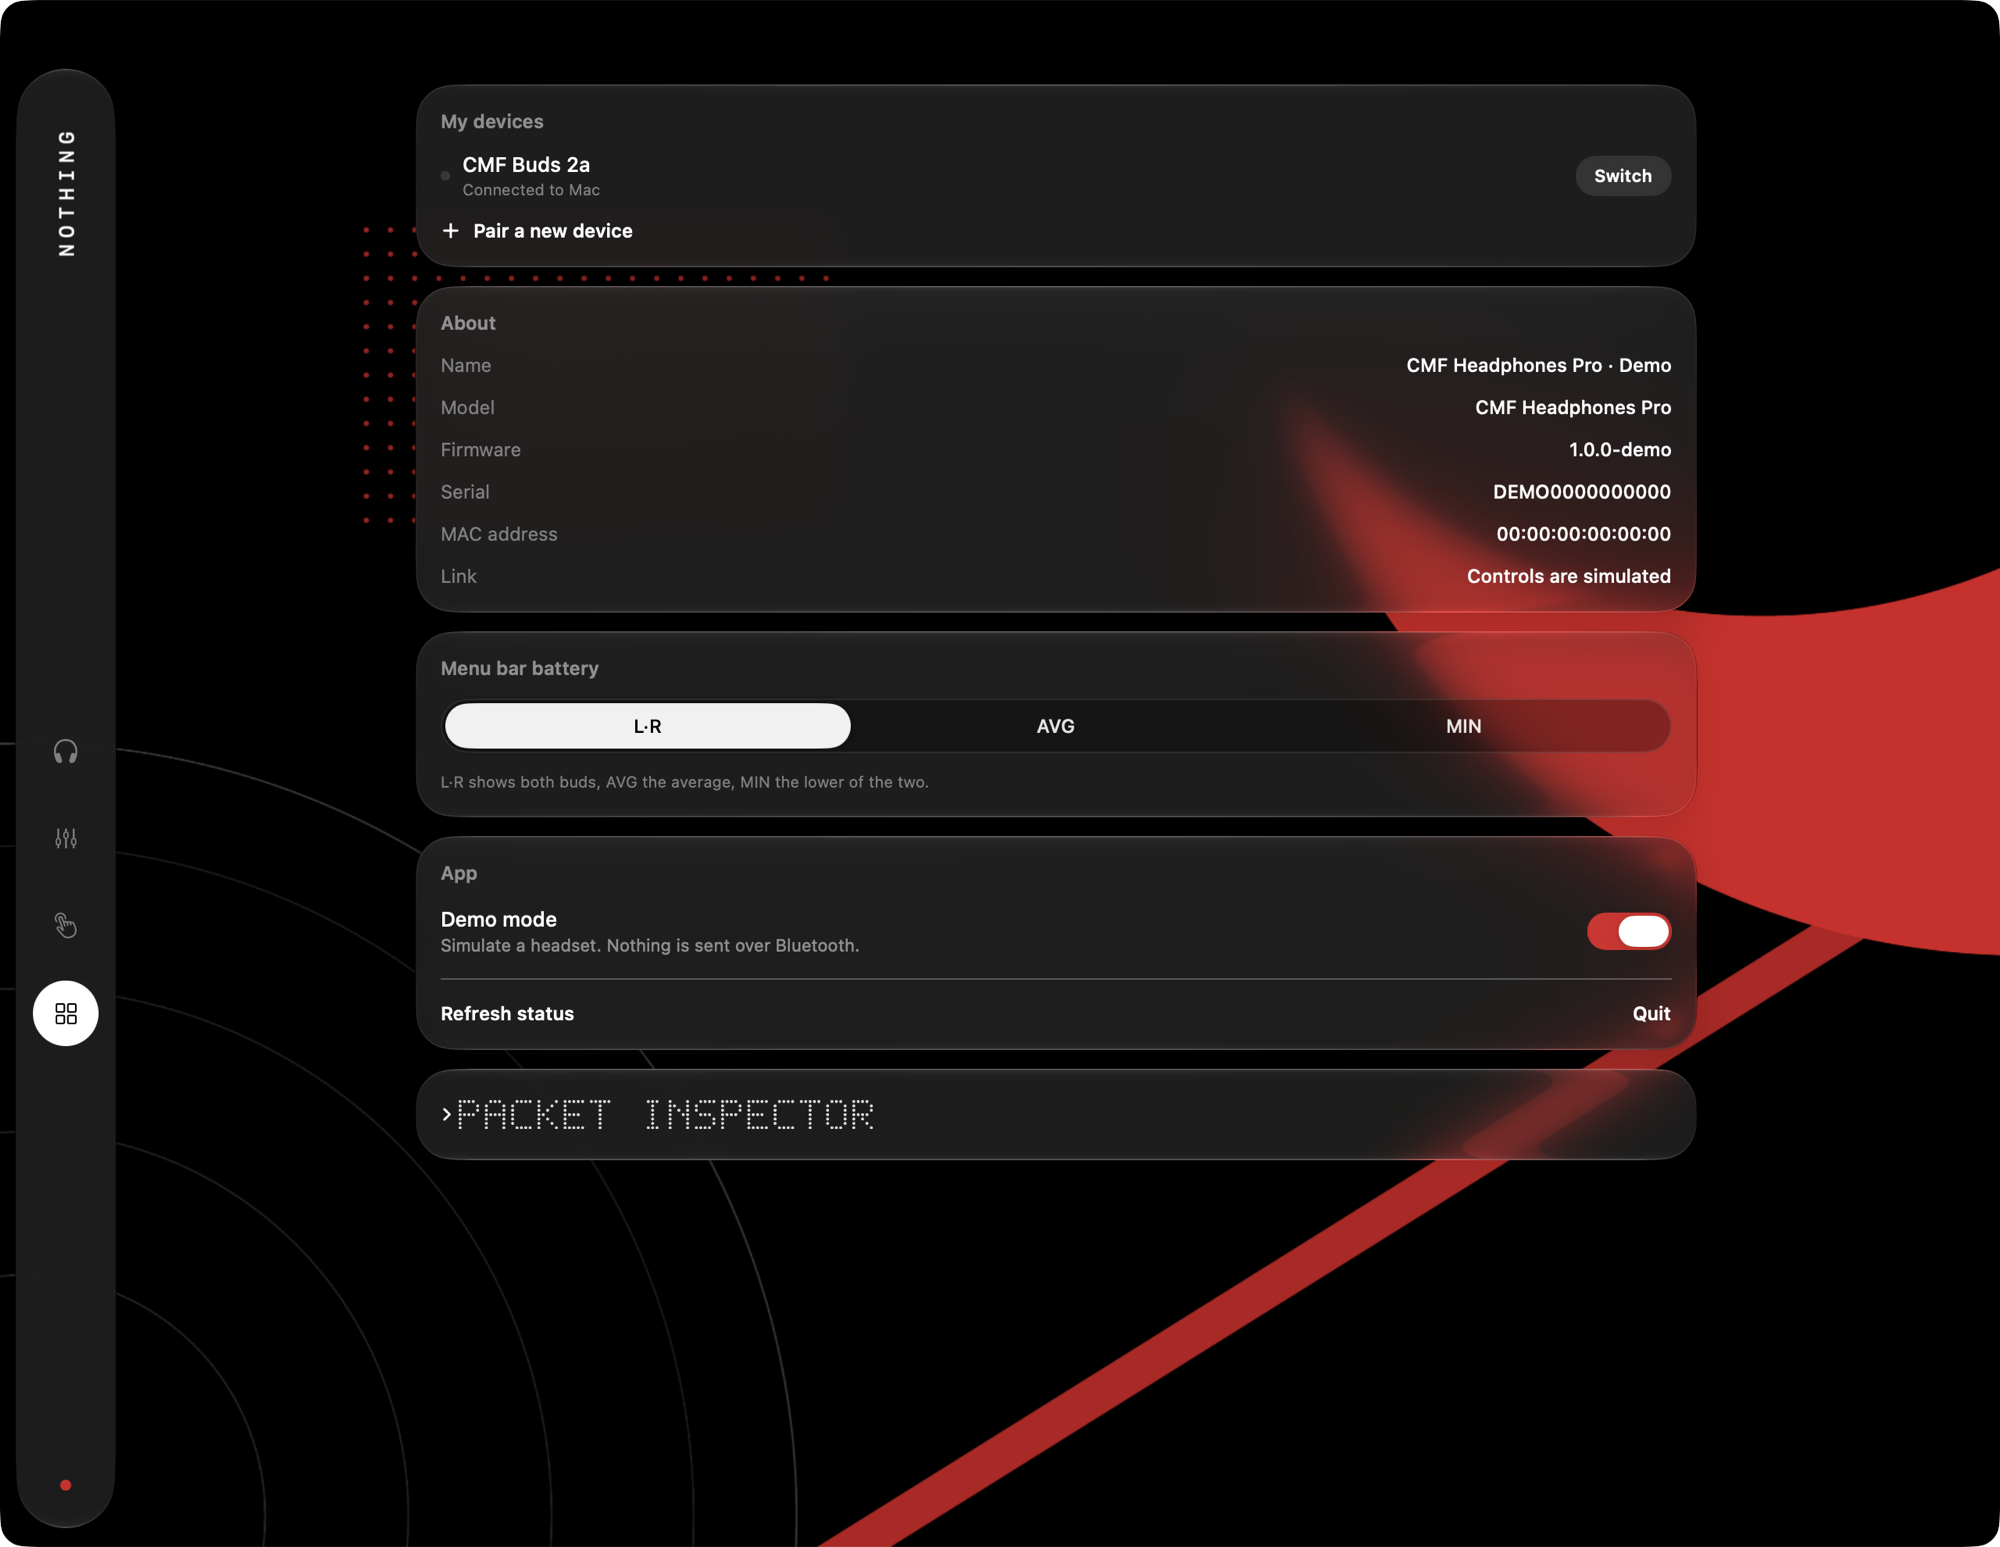 NOTHING
My devices
CMF Buds 2a
Connected to Mac
Switch
Pair a new device
About
Name CMF Headphones Pro · Demo
Model CMF Headphones Pro
Firmware 1.0.0-demo
Serial DEMO0000000000
MAC address 00:00:00:00:00:00
Link Controls are simulated
Menu bar battery
L·R AVG MIN
L·R shows both buds, AVG the average, MIN the lower of the two.
App
Demo mode
Simulate a headset. Nothing is sent over Bluetooth.
Refresh status Quit
PACKET INSPECTOR